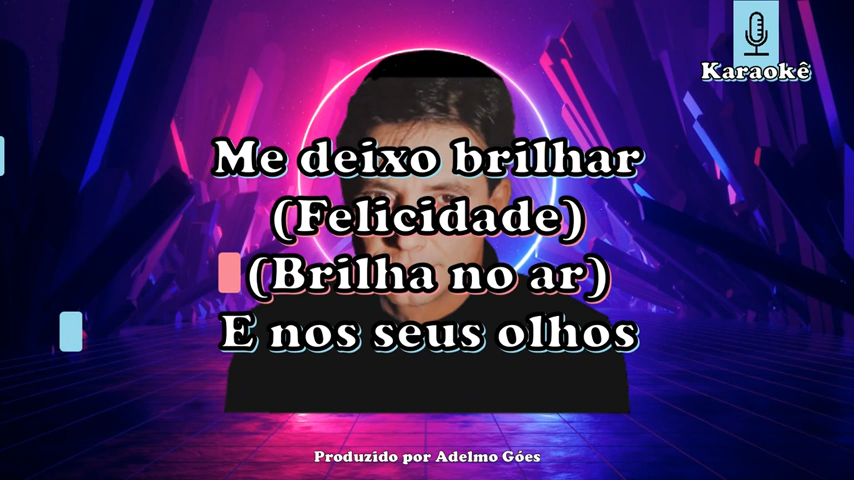 Karaokê
Me deixo brilhar
(Felicidade)
(Brilha no ar)
E nos seus olhos
Produzido por Adelmo Góes